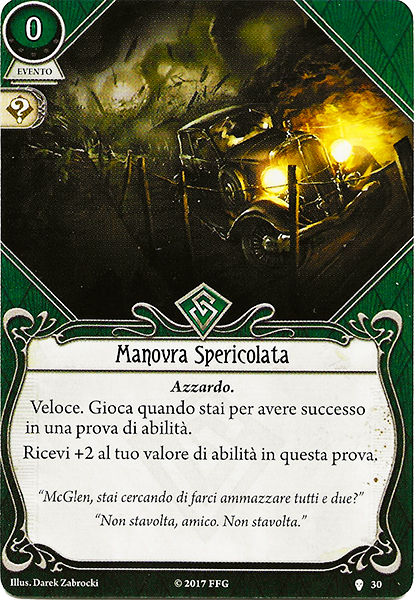 0
EVENTO
?
Manovra Spericolata
Azzardo.
Veloce. Gioca quando stai per avere successo
in una prova di abilità.
Ricevi +2 al tuo valore di abilità in questa prova.
“McGlen, stai cercando di farci ammazzare tutti e due?”
“Non stavolta, amico. Non stavolta.”
Illus. Darek Zabrocki © 2017 FFG 30